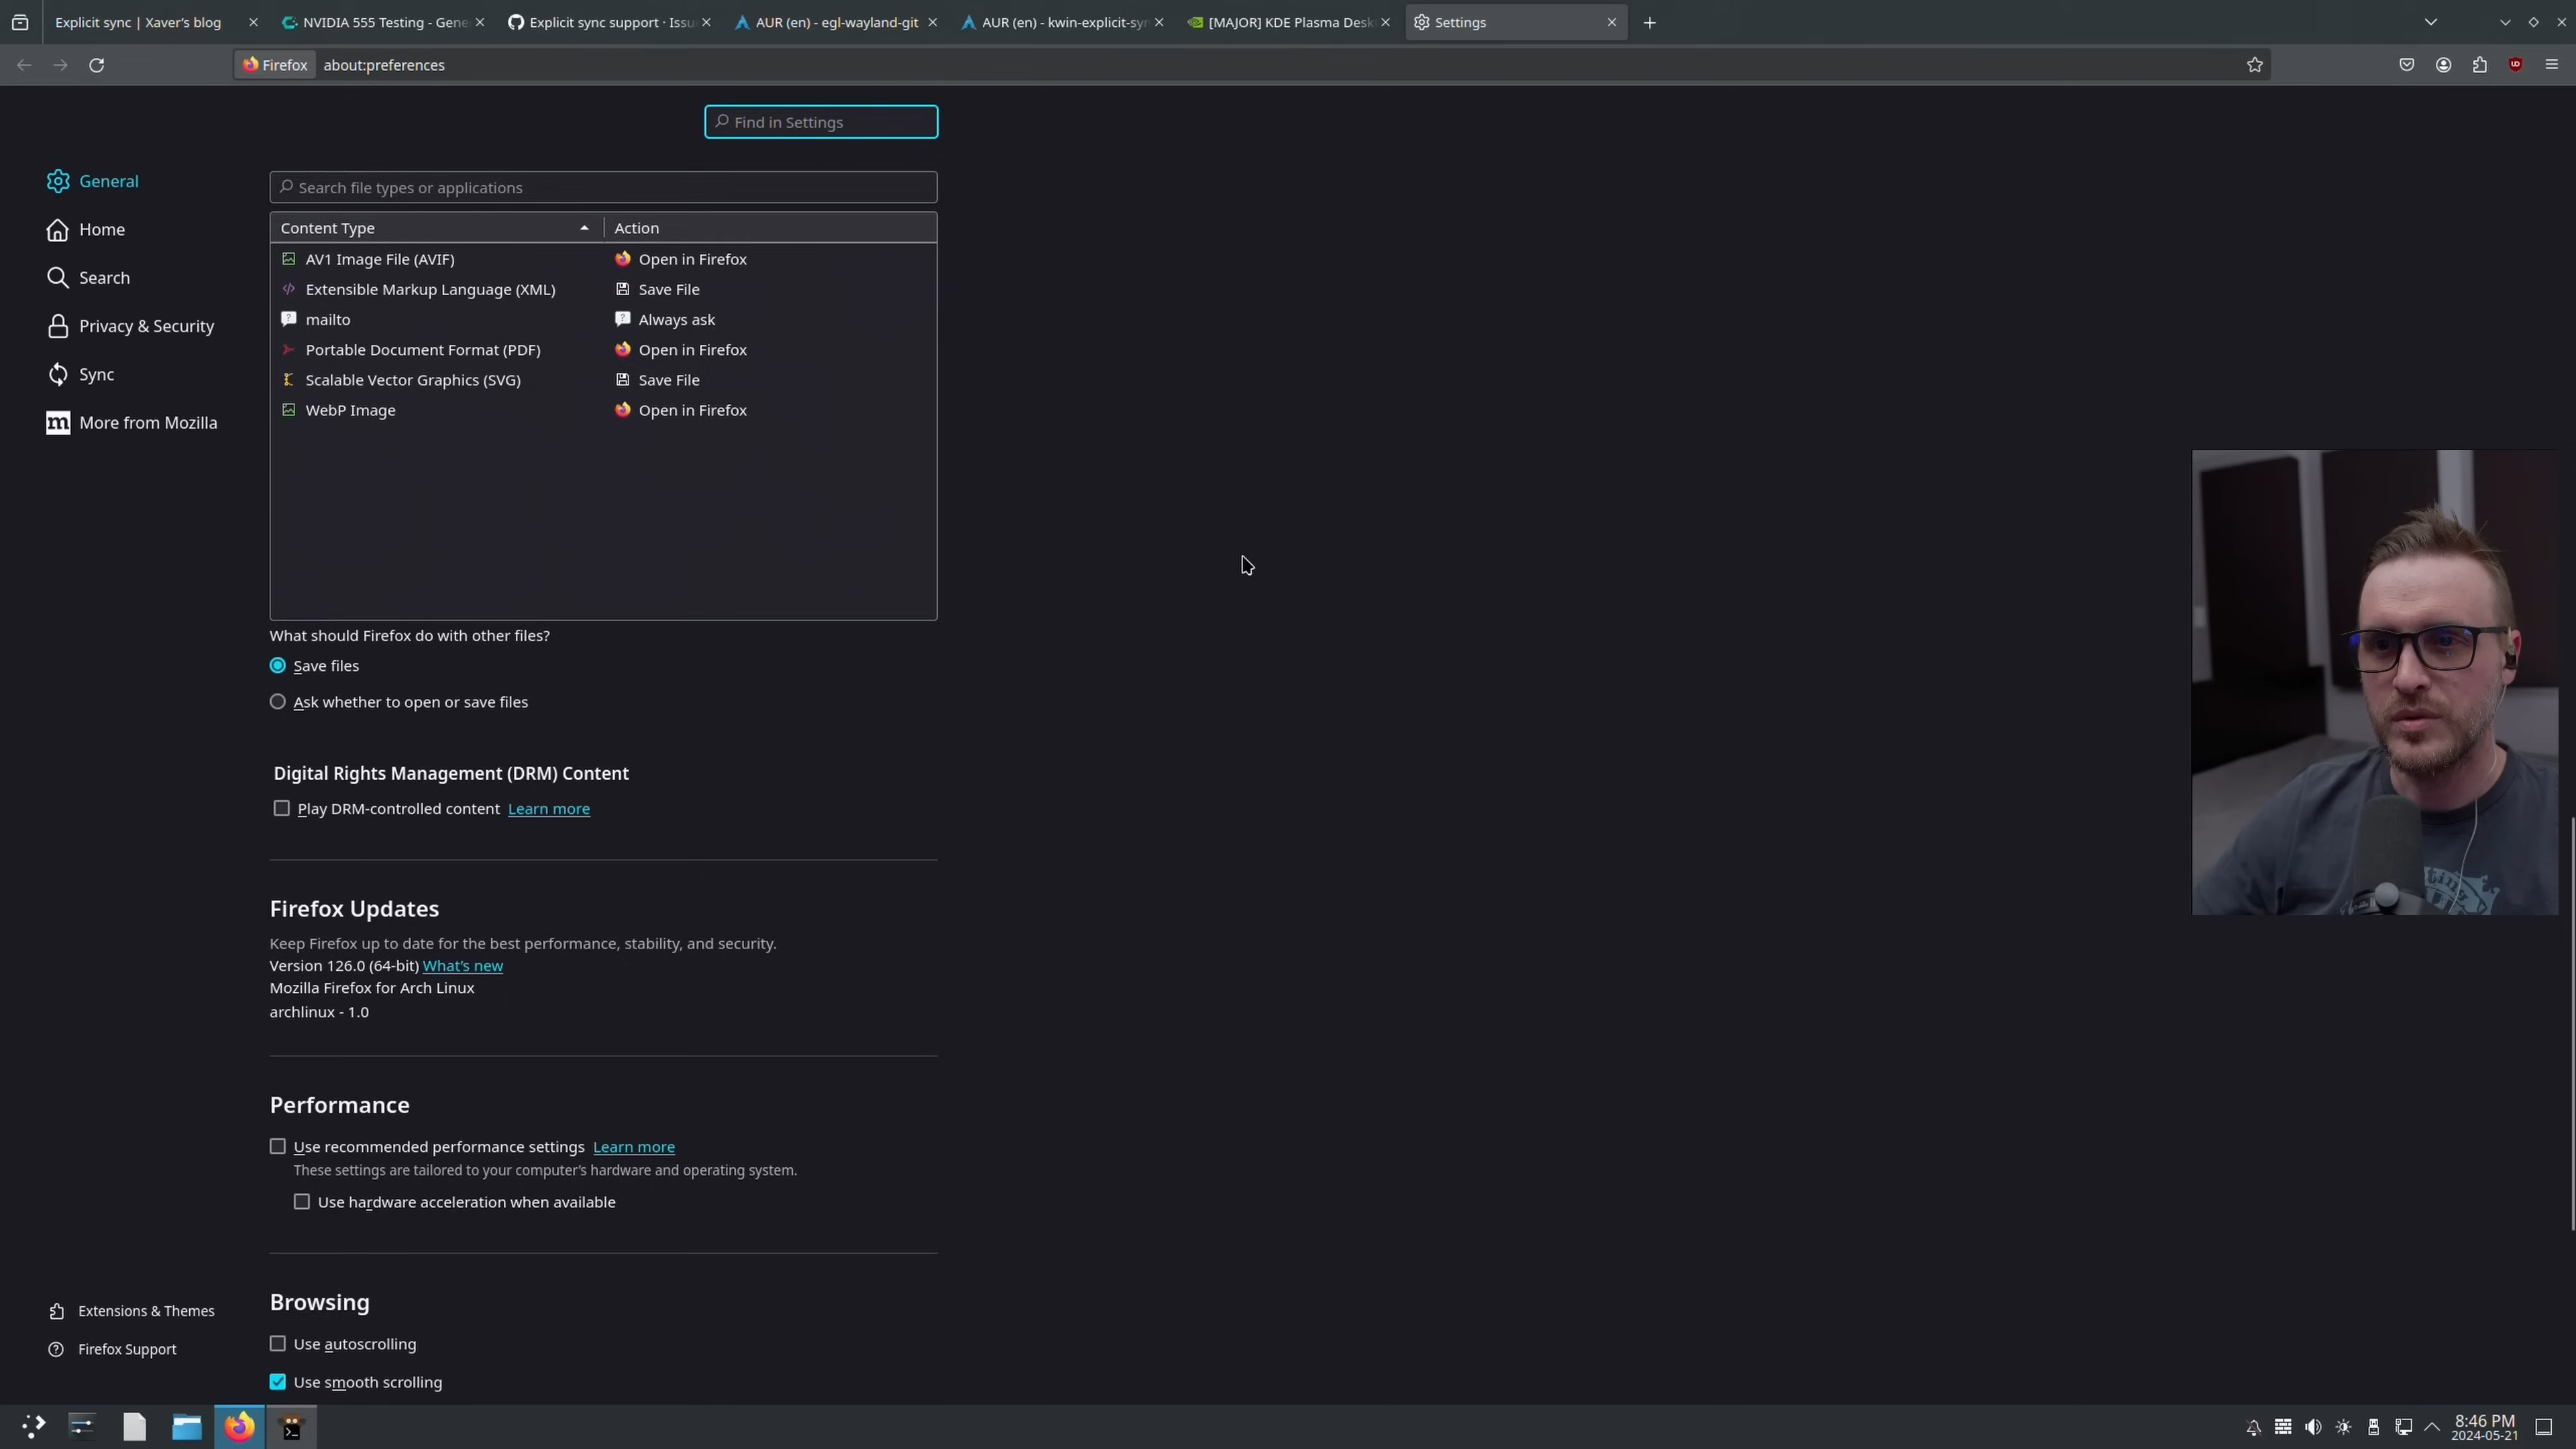 Explicit sync | Xaver's blog
NVIDIA 555 Testing - Gene
Explicit sync support · Issu
AUR (en) - egl-wayland-git
AUR (en) - kwin-explicit-syn
[MAJOR] KDE Plasma Desk
Settings
Firefox
about:preferences
Find in Settings
General
Home
Search
Privacy & Security
Sync
More from Mozilla
Search file types or applications
Content Type Action
AV1 Image File (AVIF) Open in Firefox
Extensible Markup Language (XML) Save File
mailto Always ask
Portable Document Format (PDF) Open in Firefox
Scalable Vector Graphics (SVG) Save File
WebP Image Open in Firefox
What should Firefox do with other files?
Save files
Ask whether to open or save files
Digital Rights Management (DRM) Content
Play DRM-controlled content Learn more
Firefox Updates
Keep Firefox up to date for the best performance, stability, and security.
Version 126.0 (64-bit) What's new
Mozilla Firefox for Arch Linux
archlinux - 1.0
Performance
Use recommended performance settings Learn more
These settings are tailored to your computer's hardware and operating system.
Use hardware acceleration when available
Browsing
Use autoscrolling
Use smooth scrolling
Extensions & Themes
Firefox Support
8:46 PM
2024-05-21